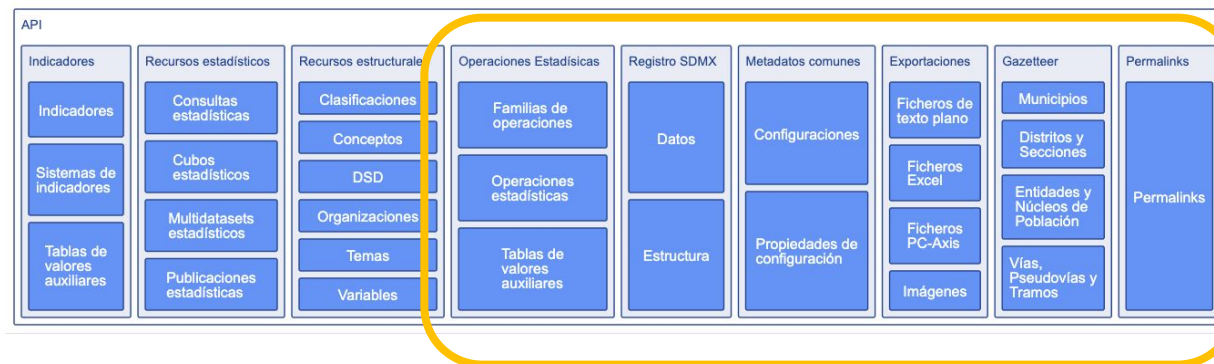 API
Indicadores
Indicadores
Sistemas de
indicadores
Tablas de
valores
auxiliares
Recursos estadísticos
Consultas
estadísticas
Cubos
estadísticos
Multidatasets
estadísticos
Publicaciones
estadísticas
Recursos estructurale
Clasificaciones
Conceptos
DSD
Organizaciones
Temas
Variables
Operaciones Estadísicas
Familias de
operaciones
Operaciones
estadísticas
Tablas de
valores
auxiliares
Registro SDMX
Datos
Estructura
Metadatos comunes
Configuraciones
Propiedades de
configuración
Exportaciones
Ficheros de
texto plano
Ficheros
Excel
Ficheros
PC-Axis
Imágenes
Gazetteer
Municipios
Distritos y
Secciones
Entidades y
Núcleos de
Población
Vías,
Pseudovías y
Tramos
Permalinks
Permalinks